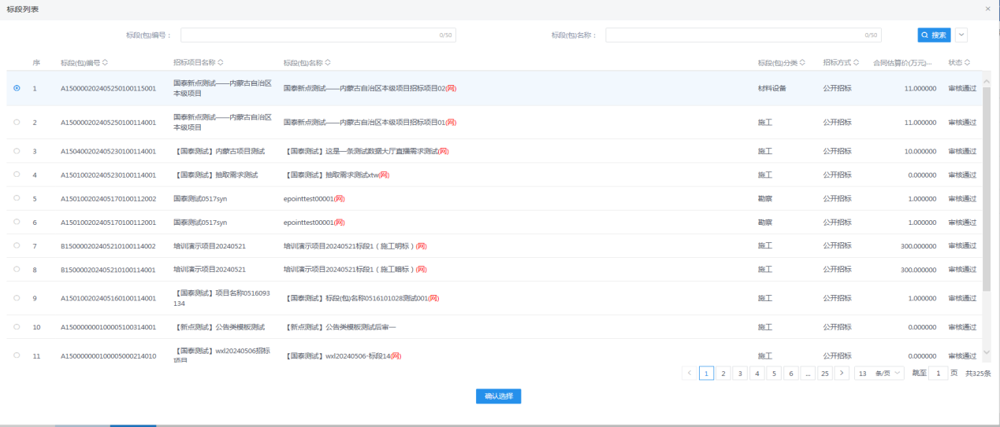 标段列表 ×
标段(包)编号： 0/50 标段(包)名称： 0/50 搜索
序 标段(包)编号 招标项目名称 标段(包)名称 标段(包)分类 招标方式 合同估算价(万元)... 状态
1 A150000202405250100115001 国泰新点测试——内蒙古自治区本级项目 国泰新点测试——内蒙古自治区本级项目招标项目02(网) 材料设备 公开招标 11.000000 审核通过
2 A150000202405250100114001 国泰新点测试——内蒙古自治区本级项目 国泰新点测试——内蒙古自治区本级项目招标项目01(网) 施工 公开招标 11.000000 审核通过
3 A150400202405230100114001 【国泰测试】内蒙古项目测试 【国泰测试】这是一条测试数据大厅直播需求测试(网) 施工 公开招标 10.000000 审核通过
4 A150100202405230100114001 【国泰测试】抽取需求测试 【国泰测试】抽取需求测试xtw(网) 施工 公开招标 0.000000 审核通过
5 A150100202405170100112002 国泰测试0517syn epointtest00001(网) 勘察 公开招标 1.000000 审核通过
6 A150100202405170100112001 国泰测试0517syn epointtest00001(网) 勘察 公开招标 1.000000 审核通过
7 B150000202405210100114002 培训演示项目20240521 培训演示项目20240521标段1（施工明标）(网) 施工 公开招标 300.000000 审核通过
8 B150000202405210100114001 培训演示项目20240521 培训演示项目20240521标段1（施工暗标）(网) 施工 公开招标 300.000000 审核通过
9 A150100202405160100114001 【国泰测试】项目名称0516093134 【国泰测试】标段(包)名称0516101028测试001(网) 施工 公开招标 1.000000 审核通过
10 A150000000100005100314001 【新点测试】公告类模板测试 【新点测试】公告类模板测试后审一 施工 公开招标 0.000000 审核通过
11 A150000000100005000214010 【国泰测试】wxl20240506招标项目 【国泰测试】wxl20240506-标段14(网) 施工 公开招标 0.000000 审核通过
< 1 2 3 4 5 6 ... 25 > 13 条/页 跳至 1 页 共325条
确认选择